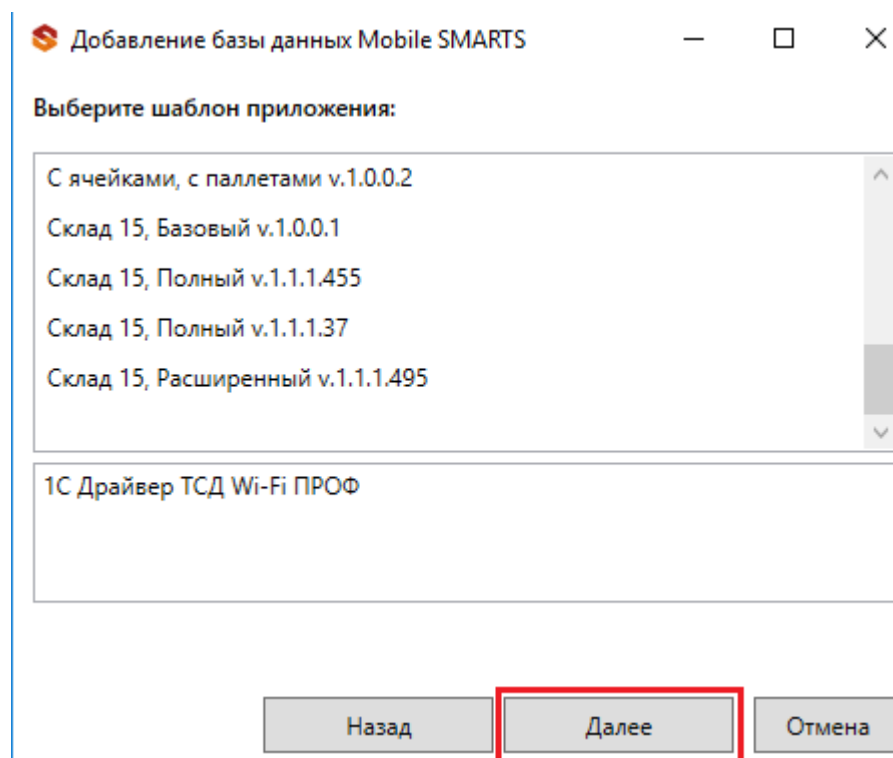 Добавление базы данных Mobile SMARTS
Выберите шаблон приложения:
С ячейками, с паллетами v.1.0.0.2
Склад 15, Базовый v.1.0.0.1
Склад 15, Полный v.1.1.1.455
Склад 15, Полный v.1.1.1.37
Склад 15, Расширенный v.1.1.1.495
1С Драйвер ТСД Wi-Fi ПРОФ
Назад Далее Отмена